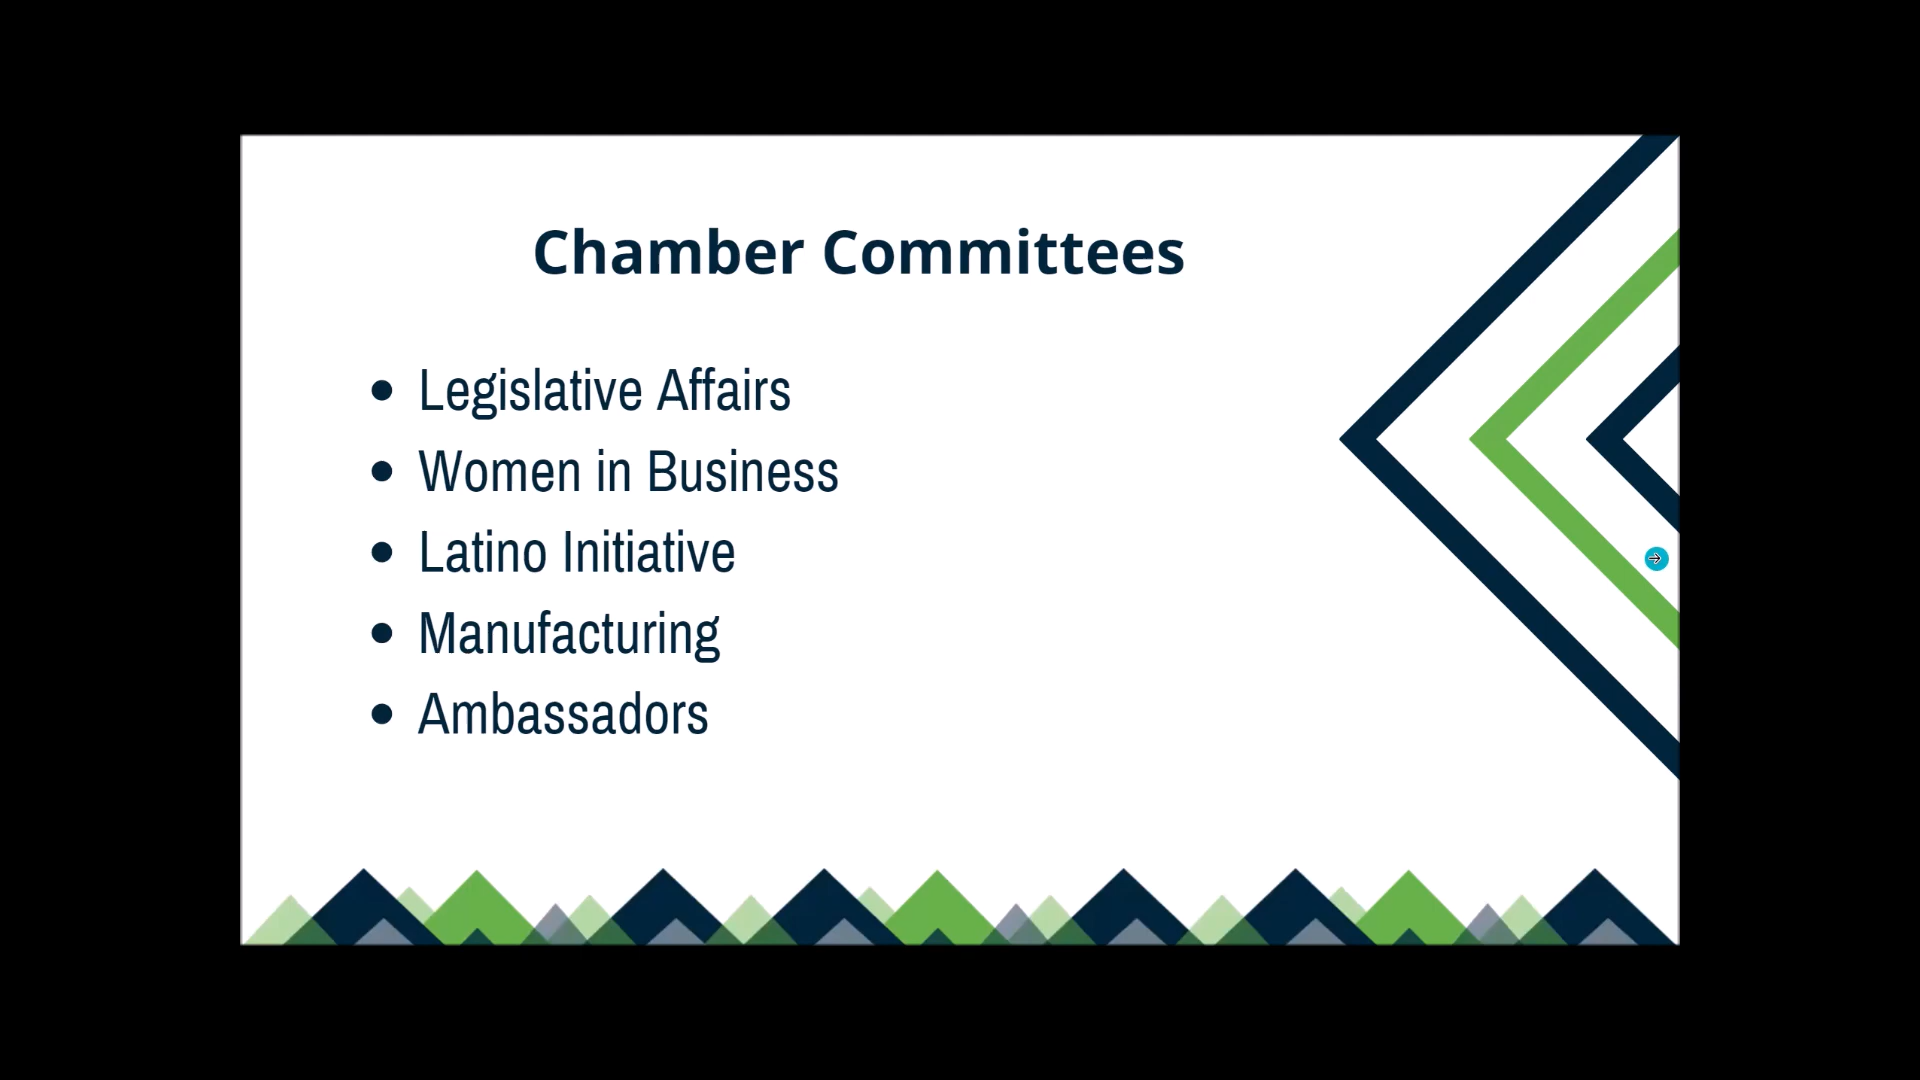 Chamber Committees
• Legislative Affairs
• Women in Business
• Latino Initiative
• Manufacturing
• Ambassadors